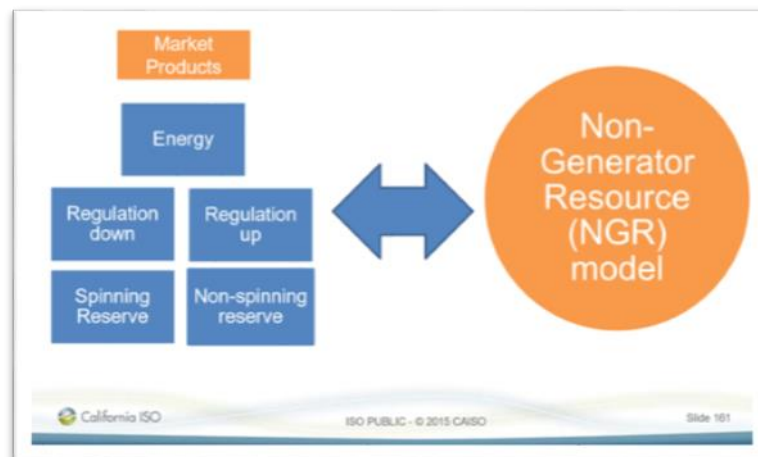 Market
Products
Energy
Regulation
down
Regulation
up
Spinning
Reserve
Non-spinning
reserve
Non-
Generator
Resource
(NGR)
model
California ISO
ISO PUBLIC - © 2015 CAISO
Slide 161